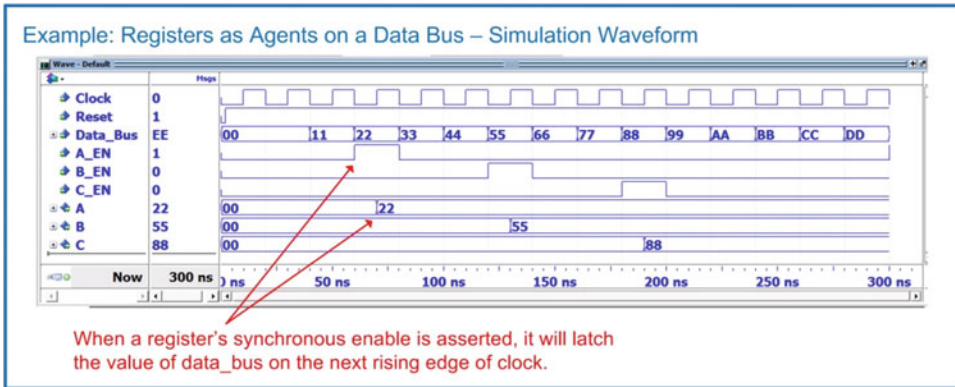 Example: Registers as Agents on a Data Bus – Simulation Waveform
Wave - Default
Msgs
Clock 0
Reset 1
Data_Bus EE 00 11 22 33 44 55 66 77 88 99 AA BB CC DD
A_EN 1
B_EN 0
C_EN 0
A 22 00 22
B 55 00 55
C 88 00 88
Now 300 ns ns 50 ns 100 ns 150 ns 200 ns 250 ns 300 ns
When a register's synchronous enable is asserted, it will latch
the value of data_bus on the next rising edge of clock.